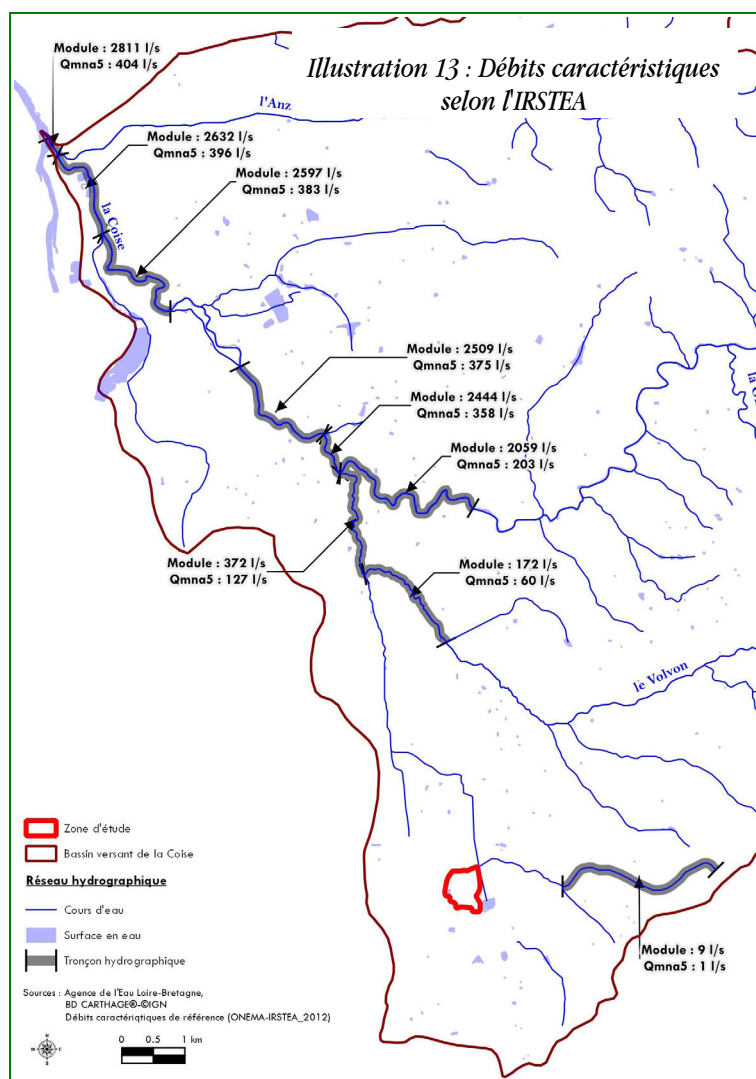 Illustration 13 : Débits caractéristiques
selon l'IRSTEA
Module : 2811 l/s
Qmna5 : 404 l/s
l'Anz
Module : 2632 l/s
Qmna5 : 396 l/s
Module : 2597 l/s
Qmna5 : 383 l/s
la Coise
Module : 2509 l/s
Qmna5 : 375 l/s
Module : 2444 l/s
Qmna5 : 358 l/s
Module : 2059 l/s
Qmna5 : 203 l/s
Module : 372 l/s
Qmna5 : 127 l/s
Module : 172 l/s
Qmna5 : 60 l/s
le Volvon
Module : 9 l/s
Qmna5 : 1 l/s
Zone d'étude
Bassin versant de la Coise
Réseau hydrographique
Cours d'eau
Surface en eau
Tronçon hydrographique
Sources : Agence de l'Eau Loire-Bretagne,
BD CARTHAGE®-©IGN
Débits caractériqtiques de référence (ONEMA-IRSTEA_2012)
N
0 0.5 1 km